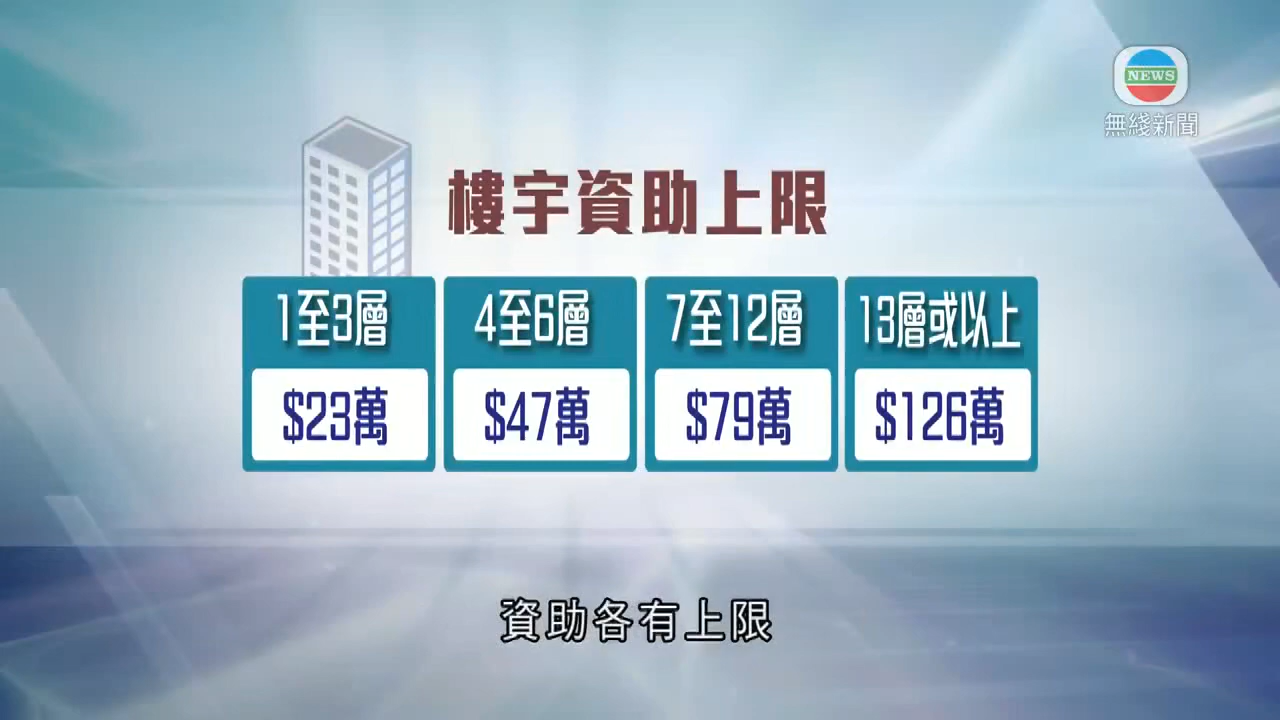 NEWS
無綫新聞
樓宇資助上限
1至3層
4至6層
7至12層
13層或以上
$23萬
$47萬
$79萬
$126萬
資助各有上限